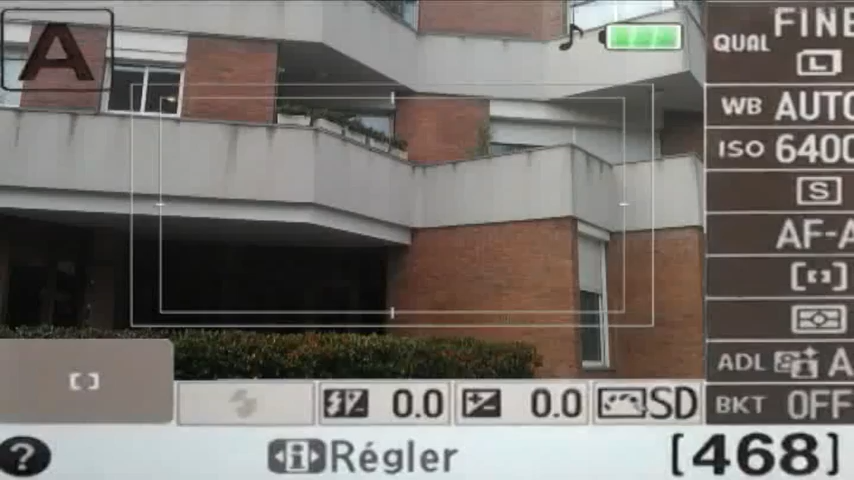 A
QUAL FINE
L
WB AUTO
ISO 6400
S
AF-A
ADL A
BKT OFF
0.0
0.0
SD
? i Régler [468]